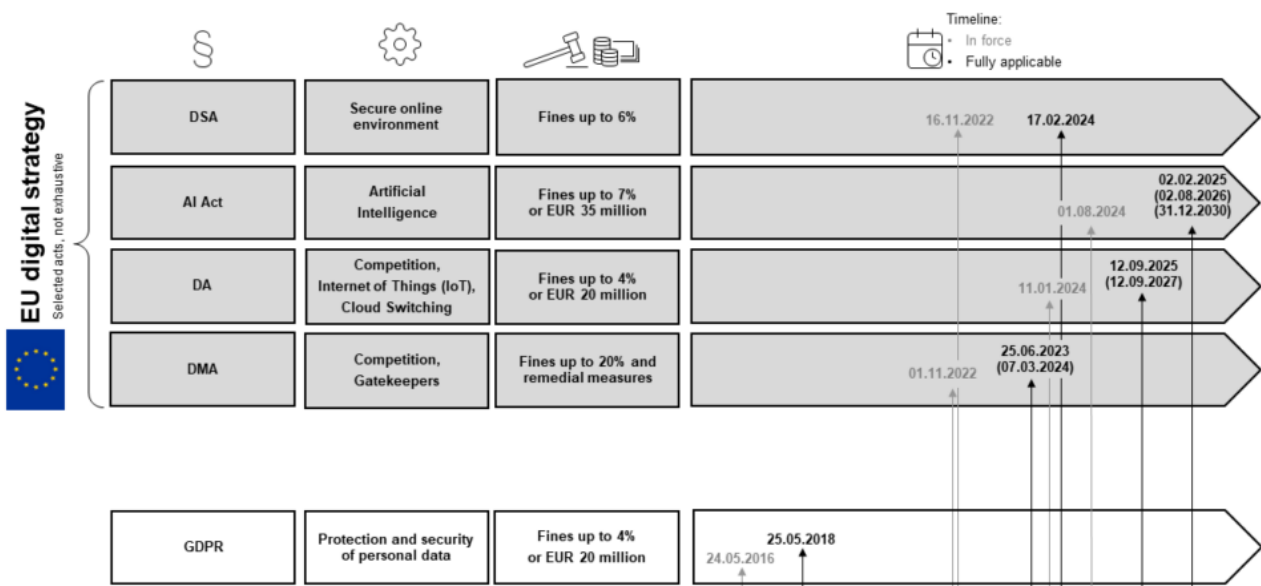 §
Timeline:
• In force
• Fully applicable
EU digital strategy
Selected acts, not exhaustive
DSA
Secure online
environment
Fines up to 6%
16.11.2022
17.02.2024
AI Act
Artificial
Intelligence
Fines up to 7%
or EUR 35 million
01.08.2024
02.02.2025
(02.08.2026)
(31.12.2030)
DA
Competition,
Internet of Things (IoT),
Cloud Switching
Fines up to 4%
or EUR 20 million
11.01.2024
12.09.2025
(12.09.2027)
DMA
Competition,
Gatekeepers
Fines up to 20% and
remedial measures
01.11.2022
25.06.2023
(07.03.2024)
GDPR
Protection and security
of personal data
Fines up to 4%
or EUR 20 million
24.05.2016
25.05.2018